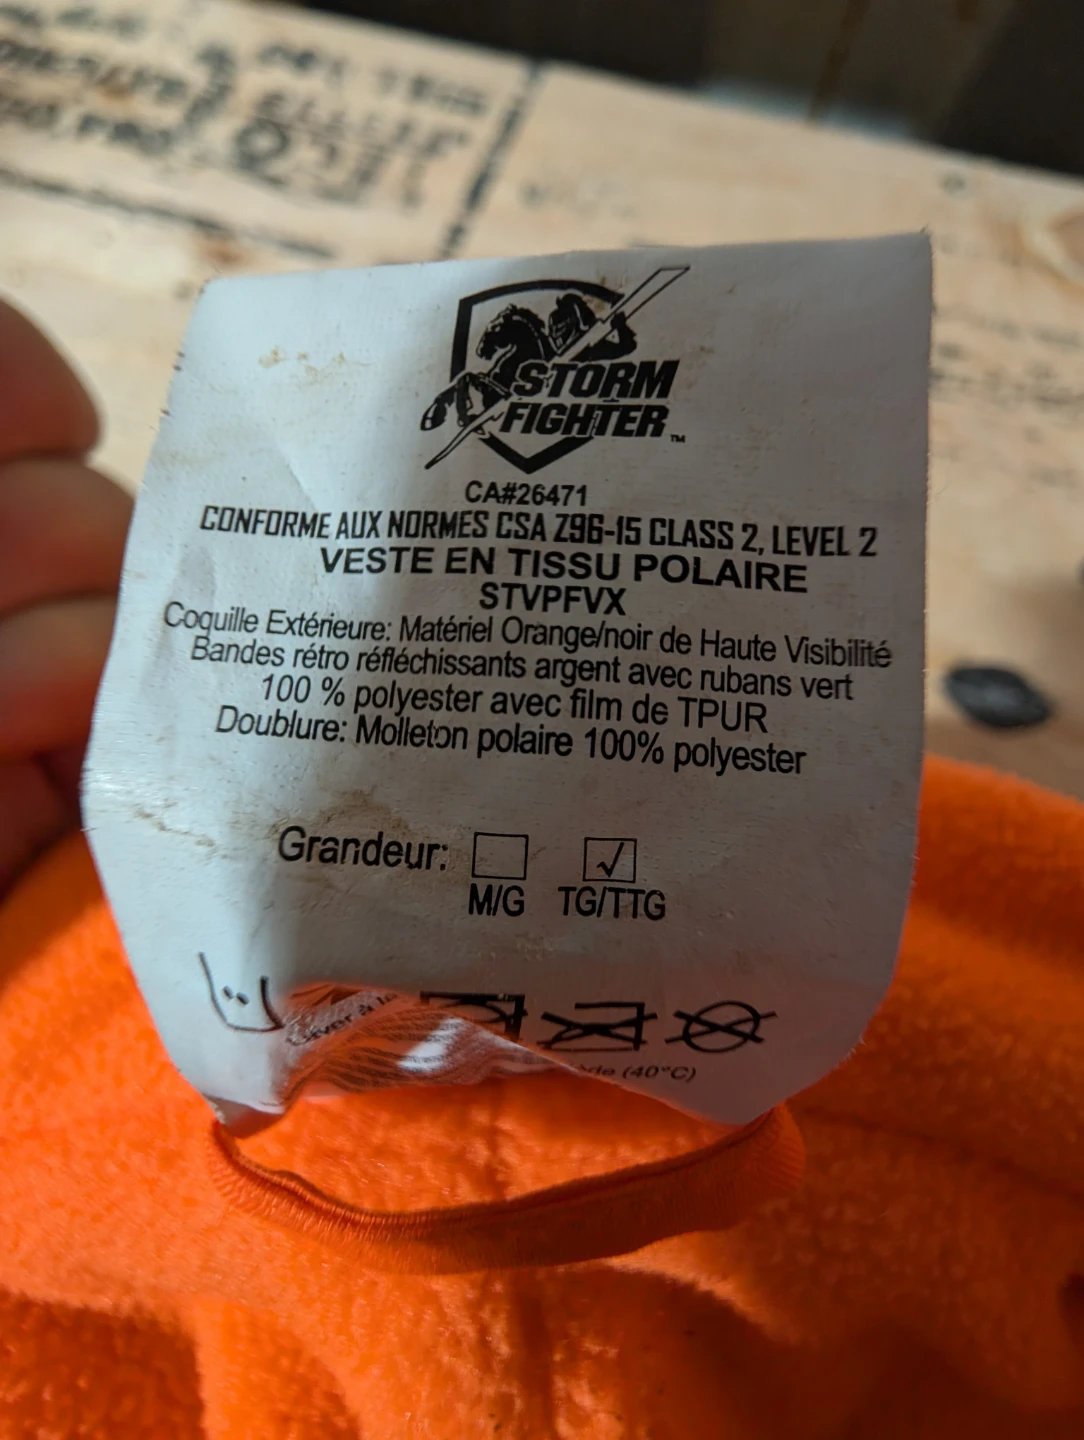 STORM
FIGHTER™
CA#26471
CONFORME AUX NORMES CSA Z96-15 CLASS 2, LEVEL 2
VESTE EN TISSU POLAIRE
STVPFVX
Coquille Extérieure: Matériel Orange/noir de Haute Visibilité
Bandes rétro réfléchissants argent avec rubans vert
100 % polyester avec film de TPUR
Doublure: Molleton polaire 100% polyester
Grandeur:
M/G TG/TTG
(40°C)